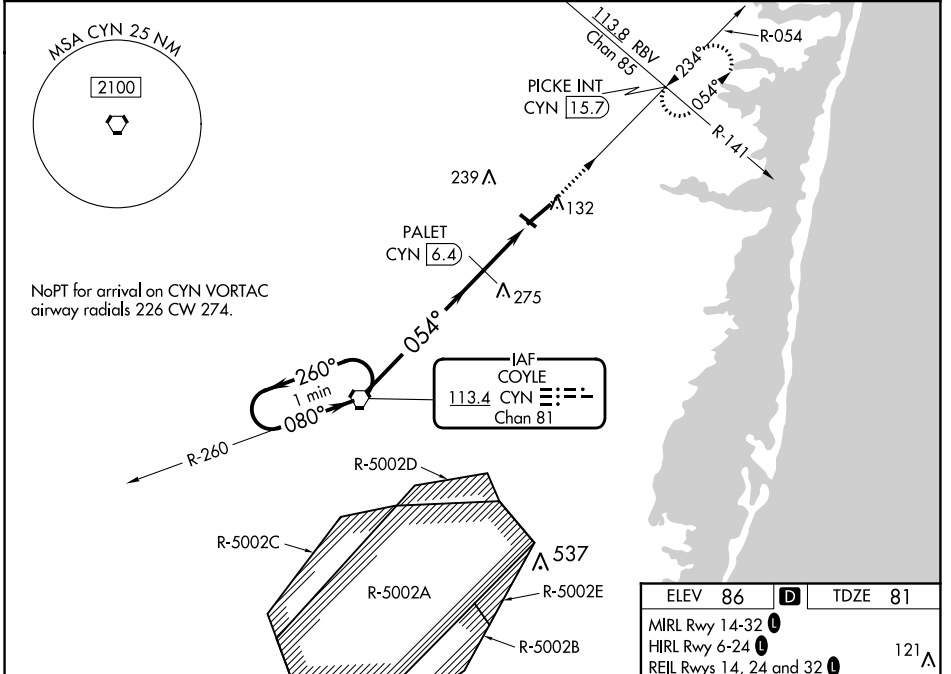 MSA CYN 25 NM
2100
113.8 RBV
Chan 85
R-054
234°
054°
PICKE INT
CYN 15.7
R-141
239
132
PALET
CYN 6.4
275
NoPT for arrival on CYN VORTAC
airway radials 226 CW 274.
054°
260°
1 min
080°
IAF
COYLE
113.4 CYN
Chan 81
R-260
R-5002D
R-5002C
537
R-5002A
R-5002E
R-5002B
ELEV 86 D TDZE 81
MIRL Rwy 14-32 L
HIRL Rwy 6-24 L
REIL Rwys 14, 24 and 32 L
121